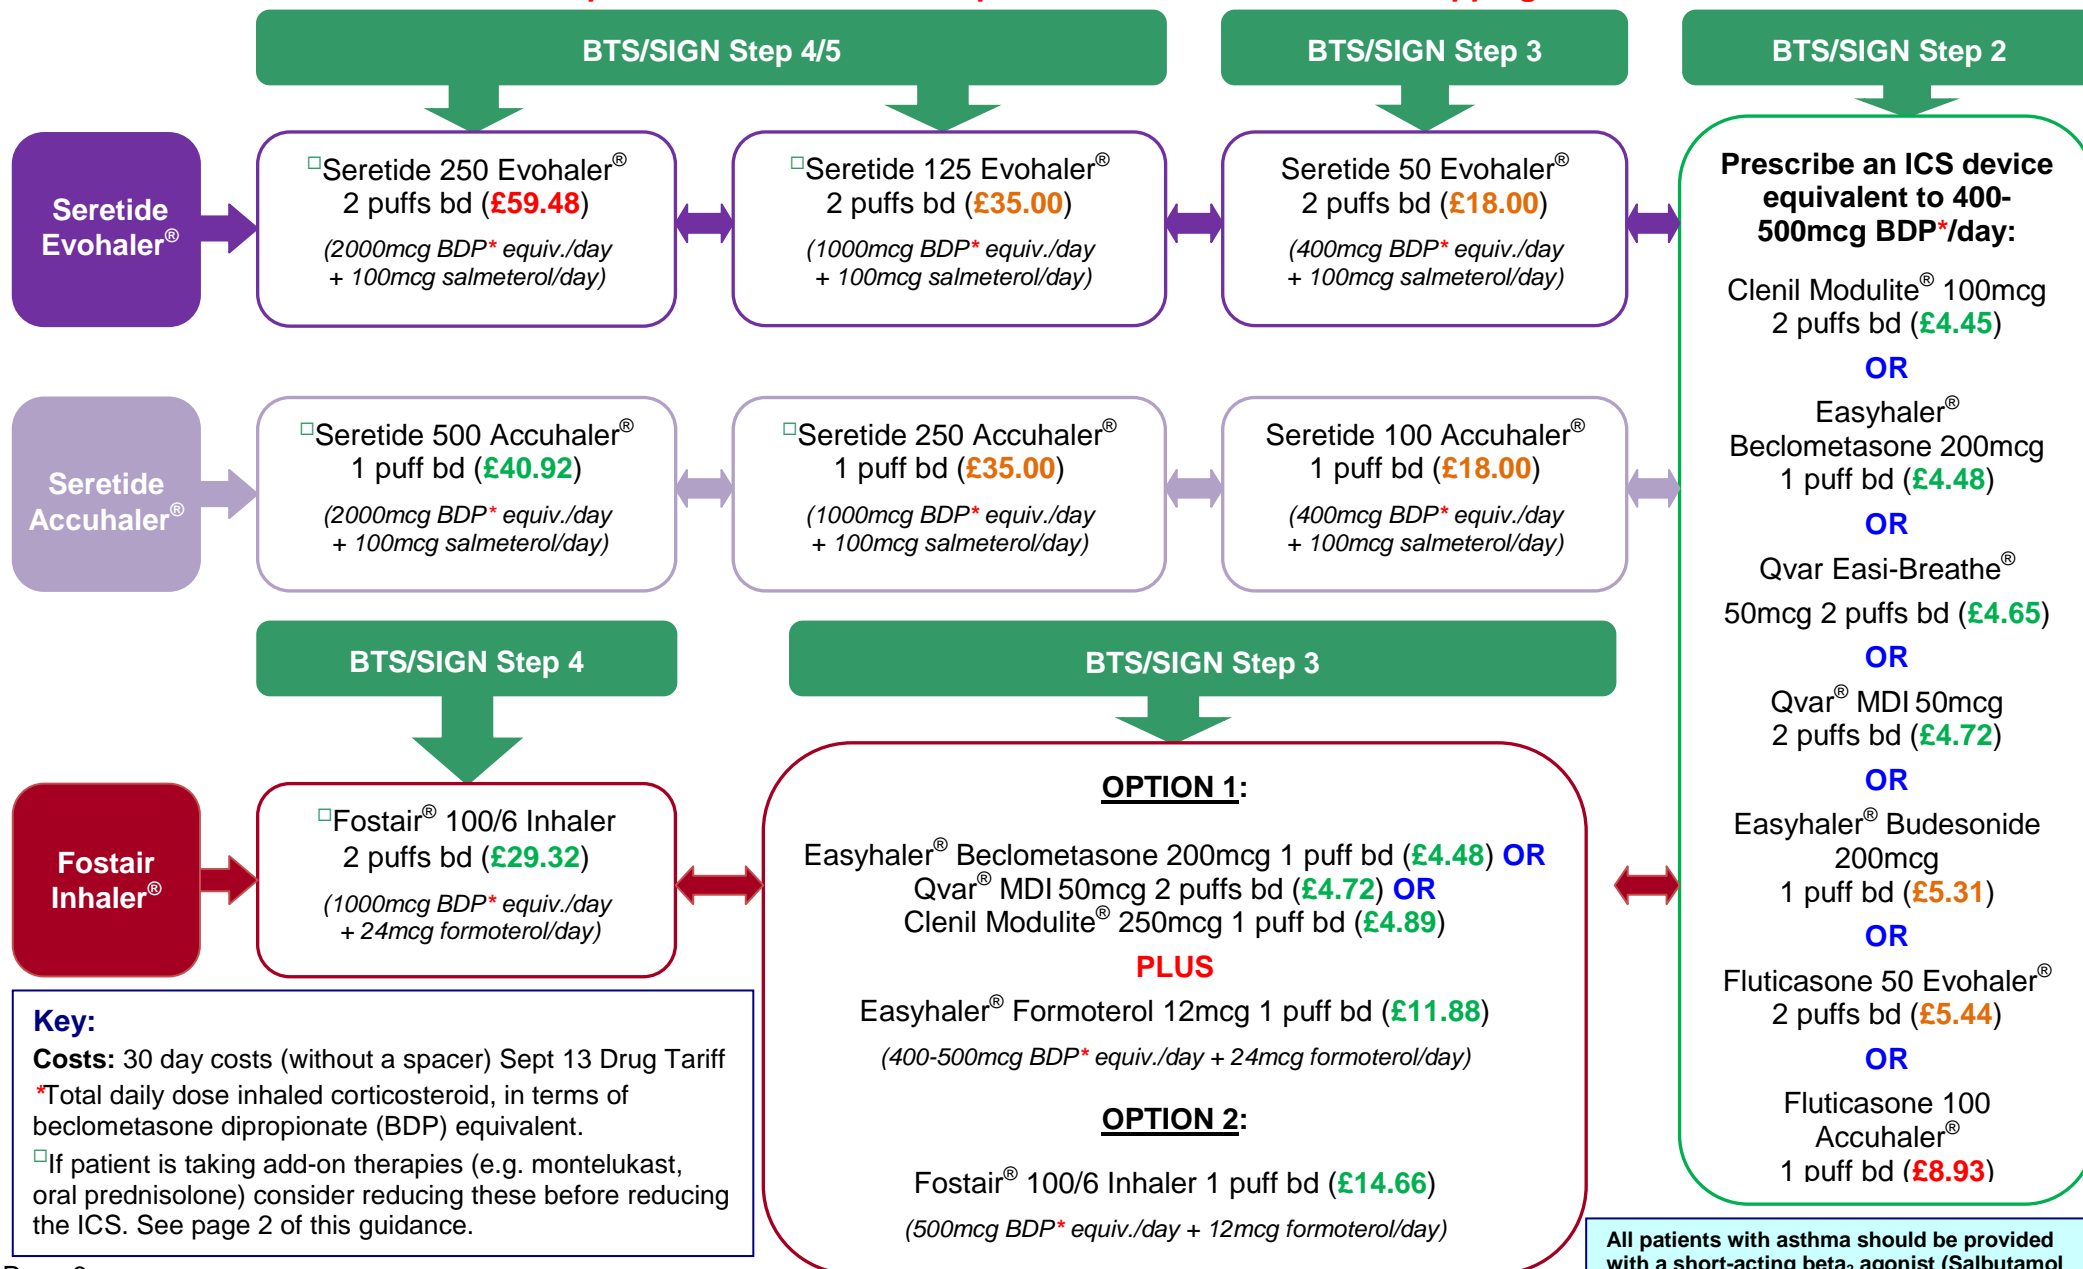 BTS/SIGN Step 4/5
BTS/SIGN Step 3
BTS/SIGN Step 2
Seretide
Evohaler®
□Seretide 250 Evohaler®
2 puffs bd (£59.48)
(2000mcg BDP* equiv./day
+ 100mcg salmeterol/day)
□Seretide 125 Evohaler®
2 puffs bd (£35.00)
(1000mcg BDP* equiv./day
+ 100mcg salmeterol/day)
Seretide 50 Evohaler®
2 puffs bd (£18.00)
(400mcg BDP* equiv./day
+ 100mcg salmeterol/day)
Seretide
Accuhaler®
□Seretide 500 Accuhaler®
1 puff bd (£40.92)
(2000mcg BDP* equiv./day
+ 100mcg salmeterol/day)
□Seretide 250 Accuhaler®
1 puff bd (£35.00)
(1000mcg BDP* equiv./day
+ 100mcg salmeterol/day)
Seretide 100 Accuhaler®
1 puff bd (£18.00)
(400mcg BDP* equiv./day
+ 100mcg salmeterol/day)
Prescribe an ICS device
equivalent to 400-
500mcg BDP*/day:
Clenil Modulite® 100mcg
2 puffs bd (£4.45)
OR
Easyhaler®
Beclometasone 200mcg
1 puff bd (£4.48)
OR
Qvar Easi-Breathe®
50mcg 2 puffs bd (£4.65)
OR
Qvar® MDI 50mcg
2 puffs bd (£4.72)
OR
Easyhaler® Budesonide
200mcg
1 puff bd (£5.31)
OR
Fluticasone 50 Evohaler®
2 puffs bd (£5.44)
OR
Fluticasone 100
Accuhaler®
1 puff bd (£8.93)
BTS/SIGN Step 4
BTS/SIGN Step 3
Fostair
Inhaler®
□Fostair® 100/6 Inhaler
2 puffs bd (£29.32)
(1000mcg BDP* equiv./day
+ 24mcg formoterol/day)
OPTION 1:
Easyhaler® Beclometasone 200mcg 1 puff bd (£4.48) OR
Qvar® MDI 50mcg 2 puffs bd (£4.72) OR
Clenil Modulite® 250mcg 1 puff bd (£4.89)
PLUS
Easyhaler® Formoterol 12mcg 1 puff bd (£11.88)
(400-500mcg BDP* equiv./day + 24mcg formoterol/day)
OPTION 2:
Fostair® 100/6 Inhaler 1 puff bd (£14.66)
(500mcg BDP* equiv./day + 12mcg formoterol/day)
Key:
Costs: 30 day costs (without a spacer) Sept 13 Drug Tariff
*Total daily dose inhaled corticosteroid, in terms of
beclometasone dipropionate (BDP) equivalent.
□If patient is taking add-on therapies (e.g. montelukast,
oral prednisolone) consider reducing these before reducing
the ICS. See page 2 of this guidance.
All patients with asthma should be provided
with a short-acting beta₂ agonist (Salbutamol